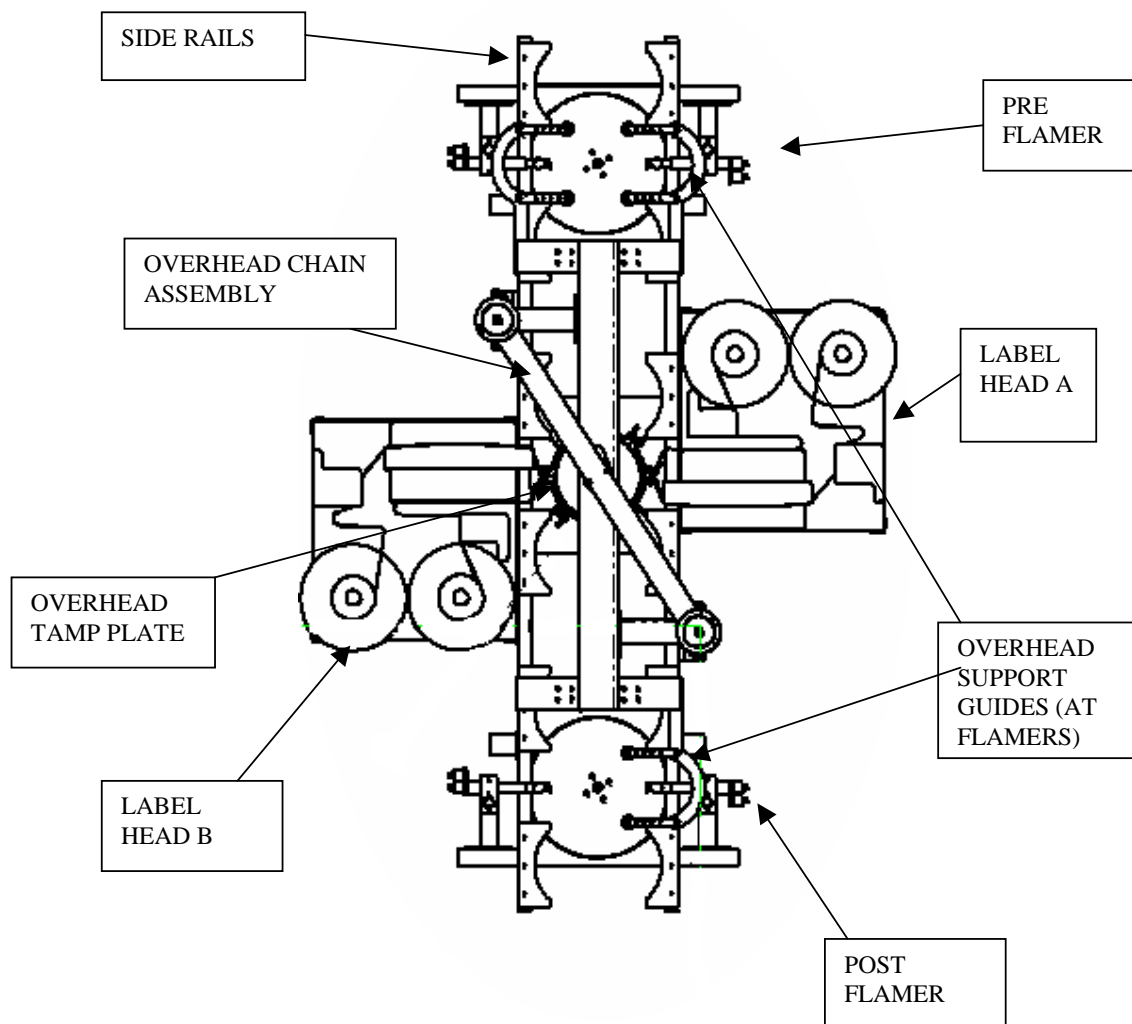 SIDE RAILS
PRE
FLAMER
OVERHEAD CHAIN
ASSEMBLY
LABEL
HEAD A
OVERHEAD
TAMP PLATE
OVERHEAD
SUPPORT
GUIDES (AT
FLAMERS)
LABEL
HEAD B
POST
FLAMER